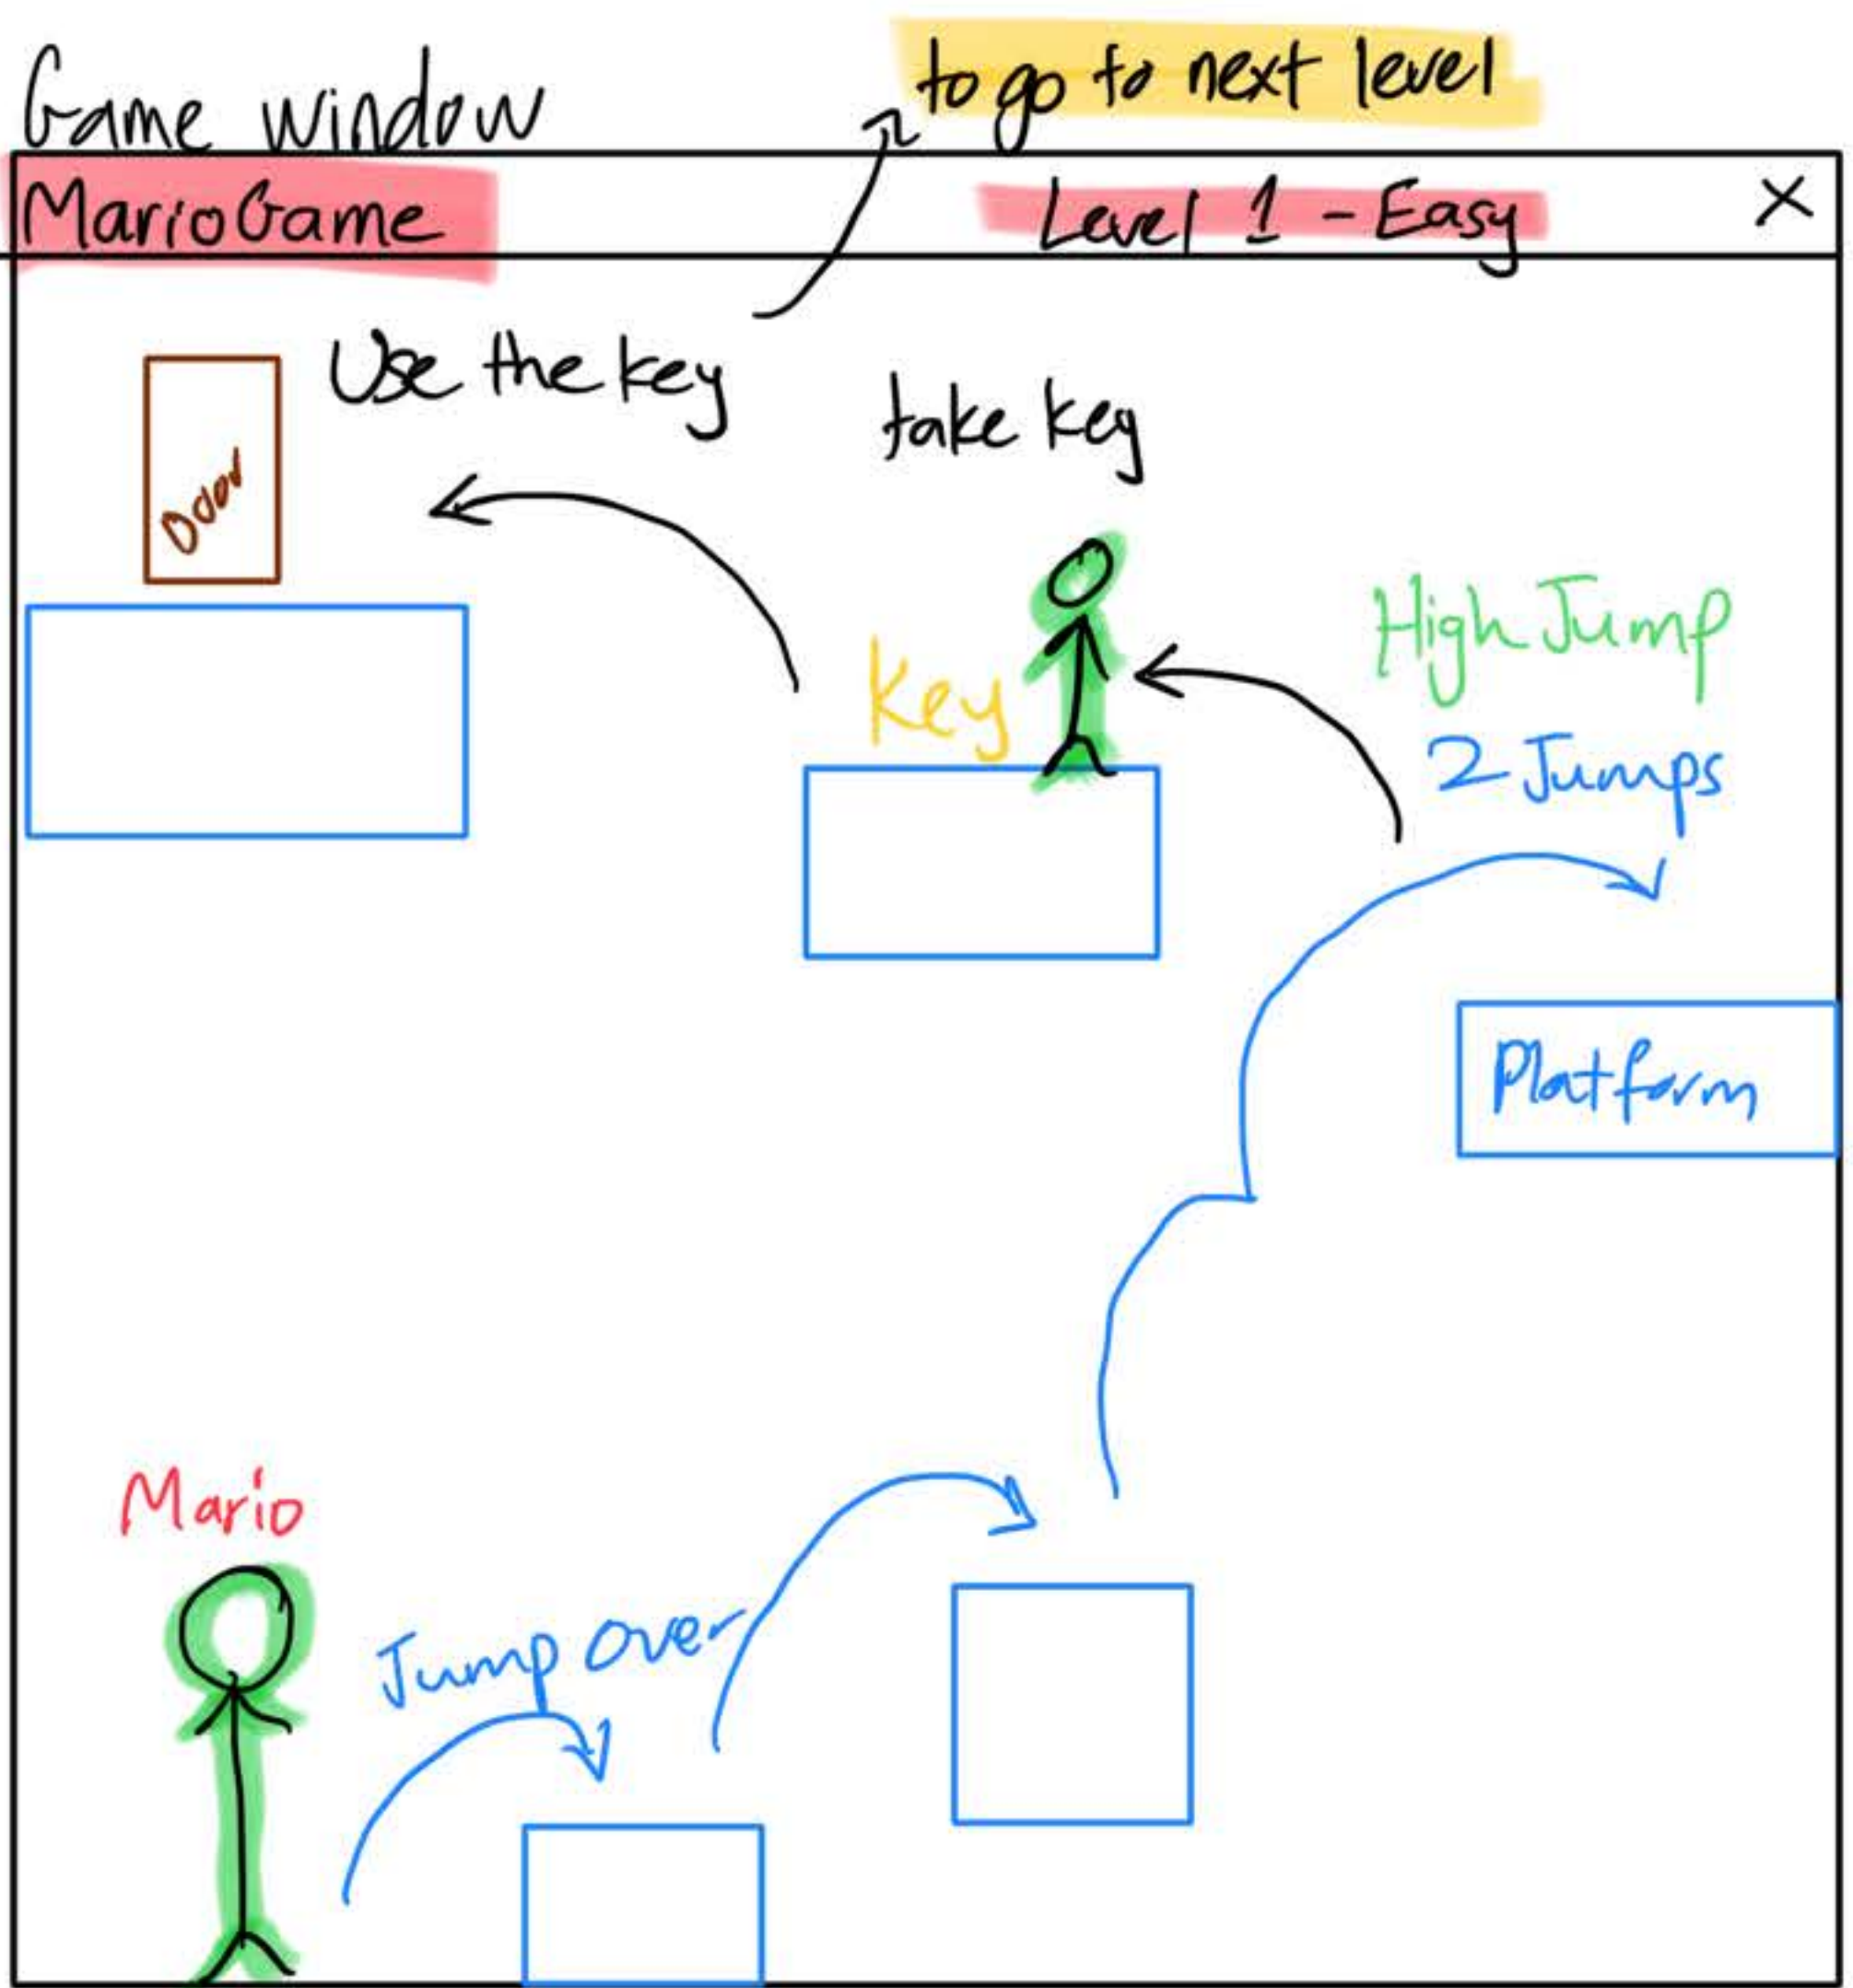 Game window
to go to next level
MarioGame
Level 1 - Easy
X
Use the key
take key
Door
Key
High Jump
2 Jumps
Platform
Mario
Jump over